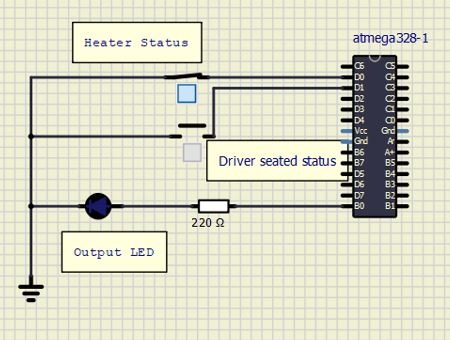 Heater Status
atmega328-1
C6 C5
D0 C4
D1 C3
D2 C2
D3 C1
D4 C0
Vcc Gnd
Gnd Ar
B6 A+
B7 B5
D5 B4
D6 B3
D7 B2
B0 B1
Driver seated status
220 Ω
Output LED